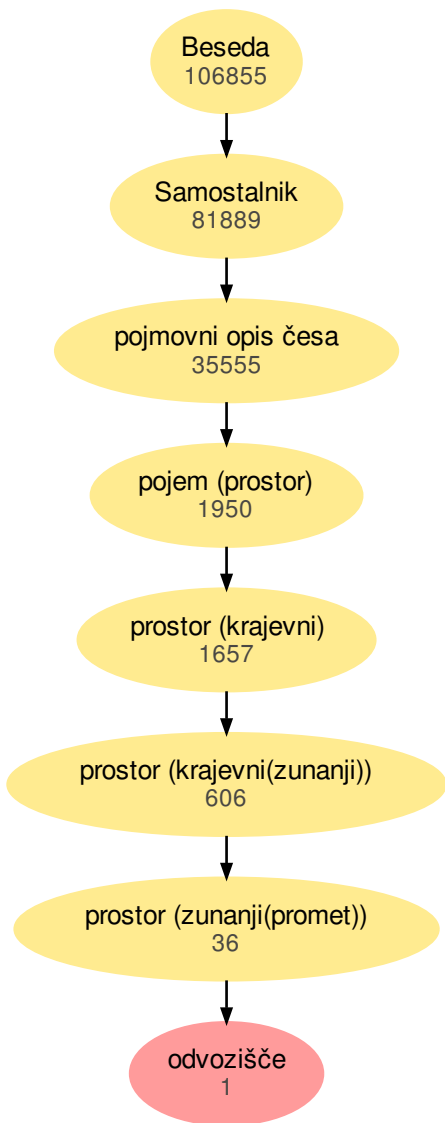 Beseda
106855
Samostalnik
81889
pojmovni opis česa
35555
pojem (prostor)
1950
prostor (krajevni)
1657
prostor (krajevni(zunanji))
606
prostor (zunanji(promet))
36
odvozišče
1